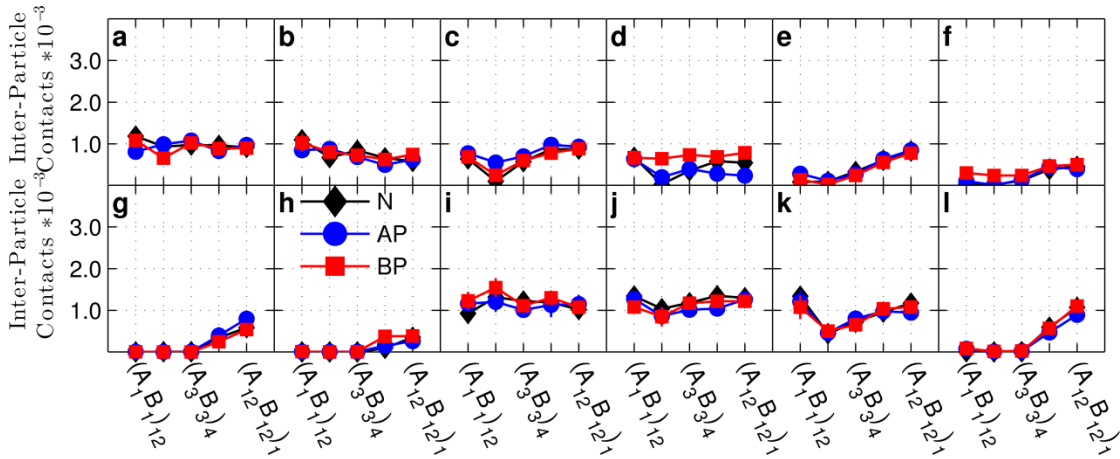 Inter-Particle
Contacts *10⁻³
a
b
c
d
e
f
3.0
2.0
1.0
Inter-Particle
Contacts *10⁻³
g
h
i
j
k
l
3.0
2.0
1.0
N
AP
BP
(A₁B₁)₁₂
(A₃B₃)₄
(A₁₂B₁₂)₁
(A₁B₁)₁₂
(A₃B₃)₄
(A₁₂B₁₂)₁
(A₁B₁)₁₂
(A₃B₃)₄
(A₁₂B₁₂)₁
(A₁B₁)₁₂
(A₃B₃)₄
(A₁₂B₁₂)₁
(A₁B₁)₁₂
(A₃B₃)₄
(A₁₂B₁₂)₁
(A₁B₁)₁₂
(A₃B₃)₄
(A₁₂B₁₂)₁